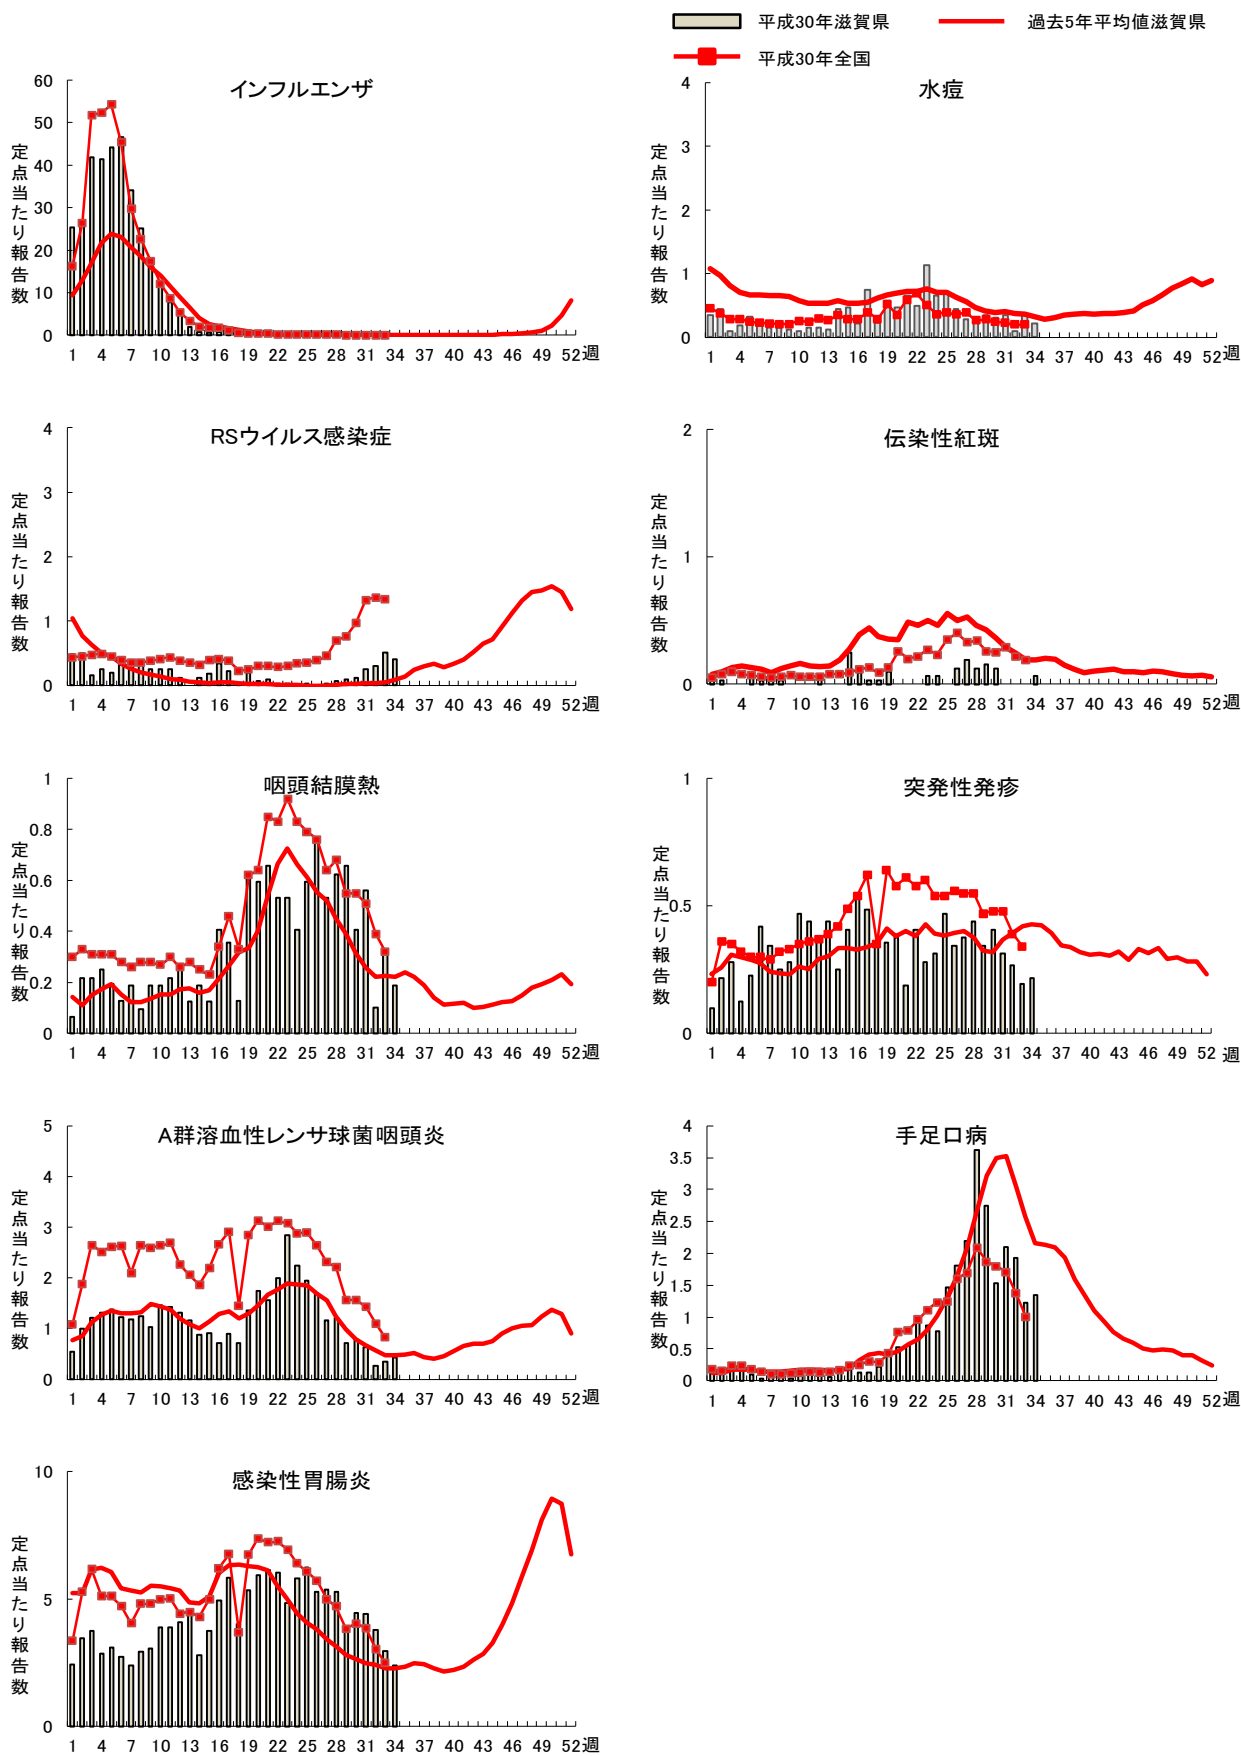 平成30年滋賀県 過去5年平均値滋賀県
平成30年全国
インフルエンザ
定点当たり報告数
60
50
40
30
20
10
0
1 4 7 10 13 16 19 22 25 28 31 34 37 40 43 46 49 52週
水痘
定点当たり報告数
4
3
2
1
0
1 4 7 10 13 16 19 22 25 28 31 34 37 40 43 46 49 52週
RSウイルス感染症
定点当たり報告数
4
3
2
1
0
1 4 7 10 13 16 19 22 25 28 31 34 37 40 43 46 49 52週
伝染性紅斑
定点当たり報告数
2
1
0
1 4 7 10 13 16 19 22 25 28 31 34 37 40 43 46 49 52週
咽頭結膜熱
定点当たり報告数
1
0.8
0.6
0.4
0.2
0
1 4 7 10 13 16 19 22 25 28 31 34 37 40 43 46 49 52週
突発性発疹
定点当たり報告数
1
0.5
0
1 4 7 10 13 16 19 22 25 28 31 34 37 40 43 46 49 52 週
A群溶血性レンサ球菌咽頭炎
定点当たり報告数
5
4
3
2
1
0
1 4 7 10 13 16 19 22 25 28 31 34 37 40 43 46 49 52週
手足口病
定点当たり報告数
4
3.5
3
2.5
2
1.5
1
0.5
0
1 4 7 10 13 16 19 22 25 28 31 34 37 40 43 46 49 52週
感染性胃腸炎
定点当たり報告数
10
5
0
1 4 7 10 13 16 19 22 25 28 31 34 37 40 43 46 49 52週